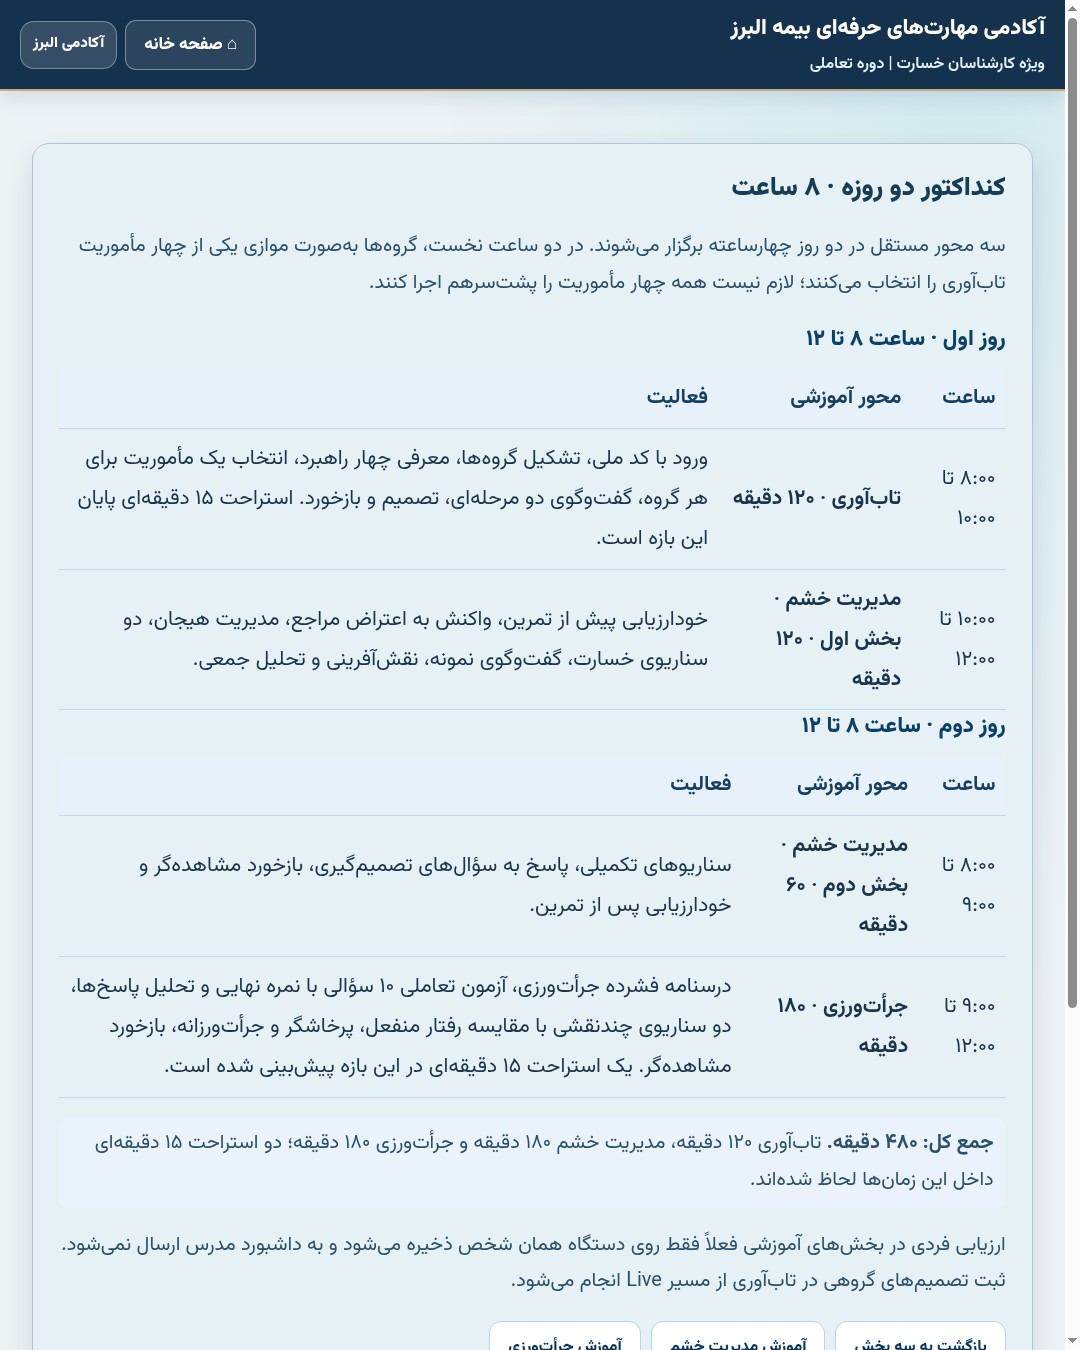 آکادمی مهارت‌های حرفه‌ای بیمه البرز
ویژه کارشناسان خسارت | دوره تعاملی
⌂ صفحه خانه
آکادمی البرز
کنداکتور دو روزه · ۸ ساعت
سه محور مستقل در دو روز چهارساعته برگزار می‌شوند. در دو ساعت نخست، گروه‌ها به‌صورت موازی یکی از چهار مأموریت
تاب‌آوری را انتخاب می‌کنند؛ لازم نیست همه چهار مأموریت را پشت‌سرهم اجرا کنند.
روز اول · ساعت ۸ تا ۱۲
ساعت
محور آموزشی
فعالیت
۸:۰۰ تا
۱۰:۰۰
تاب‌آوری · ۱۲۰ دقیقه
ورود با کد ملی، تشکیل گروه‌ها، معرفی چهار راهبرد، انتخاب یک مأموریت برای
هر گروه، گفت‌وگوی دو مرحله‌ای، تصمیم و بازخورد. استراحت ۱۵ دقیقه‌ای پایان
این بازه است.
۱۰:۰۰ تا
۱۲:۰۰
مدیریت خشم ·
بخش اول · ۱۲۰
دقیقه
خودارزیابی پیش از تمرین، واکنش به اعتراض مراجع، مدیریت هیجان، دو
سناریوی خسارت، گفت‌وگوی نمونه، نقش‌آفرینی و تحلیل جمعی.
روز دوم · ساعت ۸ تا ۱۲
ساعت
محور آموزشی
فعالیت
۸:۰۰ تا
۹:۰۰
مدیریت خشم ·
بخش دوم · ۶۰
دقیقه
سناریوهای تکمیلی، پاسخ به سؤال‌های تصمیم‌گیری، بازخورد مشاهده‌گر و
خودارزیابی پس از تمرین.
۹:۰۰ تا
۱۲:۰۰
جرأت‌ورزی · ۱۸۰
دقیقه
درسنامه فشرده جرأت‌ورزی، آزمون تعاملی ۱۰ سؤالی با نمره نهایی و تحلیل پاسخ‌ها،
دو سناریوی چندنقشی با مقایسه رفتار منفعل، پرخاشگر و جرأت‌ورزانه، بازخورد
مشاهده‌گر. یک استراحت ۱۵ دقیقه‌ای در این بازه پیش‌بینی شده است.
جمع کل: ۴۸۰ دقیقه. تاب‌آوری ۱۲۰ دقیقه، مدیریت خشم ۱۸۰ دقیقه و جرأت‌ورزی ۱۸۰ دقیقه؛ دو استراحت ۱۵ دقیقه‌ای
داخل این زمان‌ها لحاظ شده‌اند.
ارزیابی فردی در بخش‌های آموزشی فعلاً فقط روی دستگاه همان شخص ذخیره می‌شود و به داشبورد مدرس ارسال نمی‌شود.
ثبت تصمیم‌های گروهی در تاب‌آوری از مسیر Live انجام می‌شود.
بازگشت به سه بخش
آموزش مدیریت خشم
آموزش جرأت‌ورزی